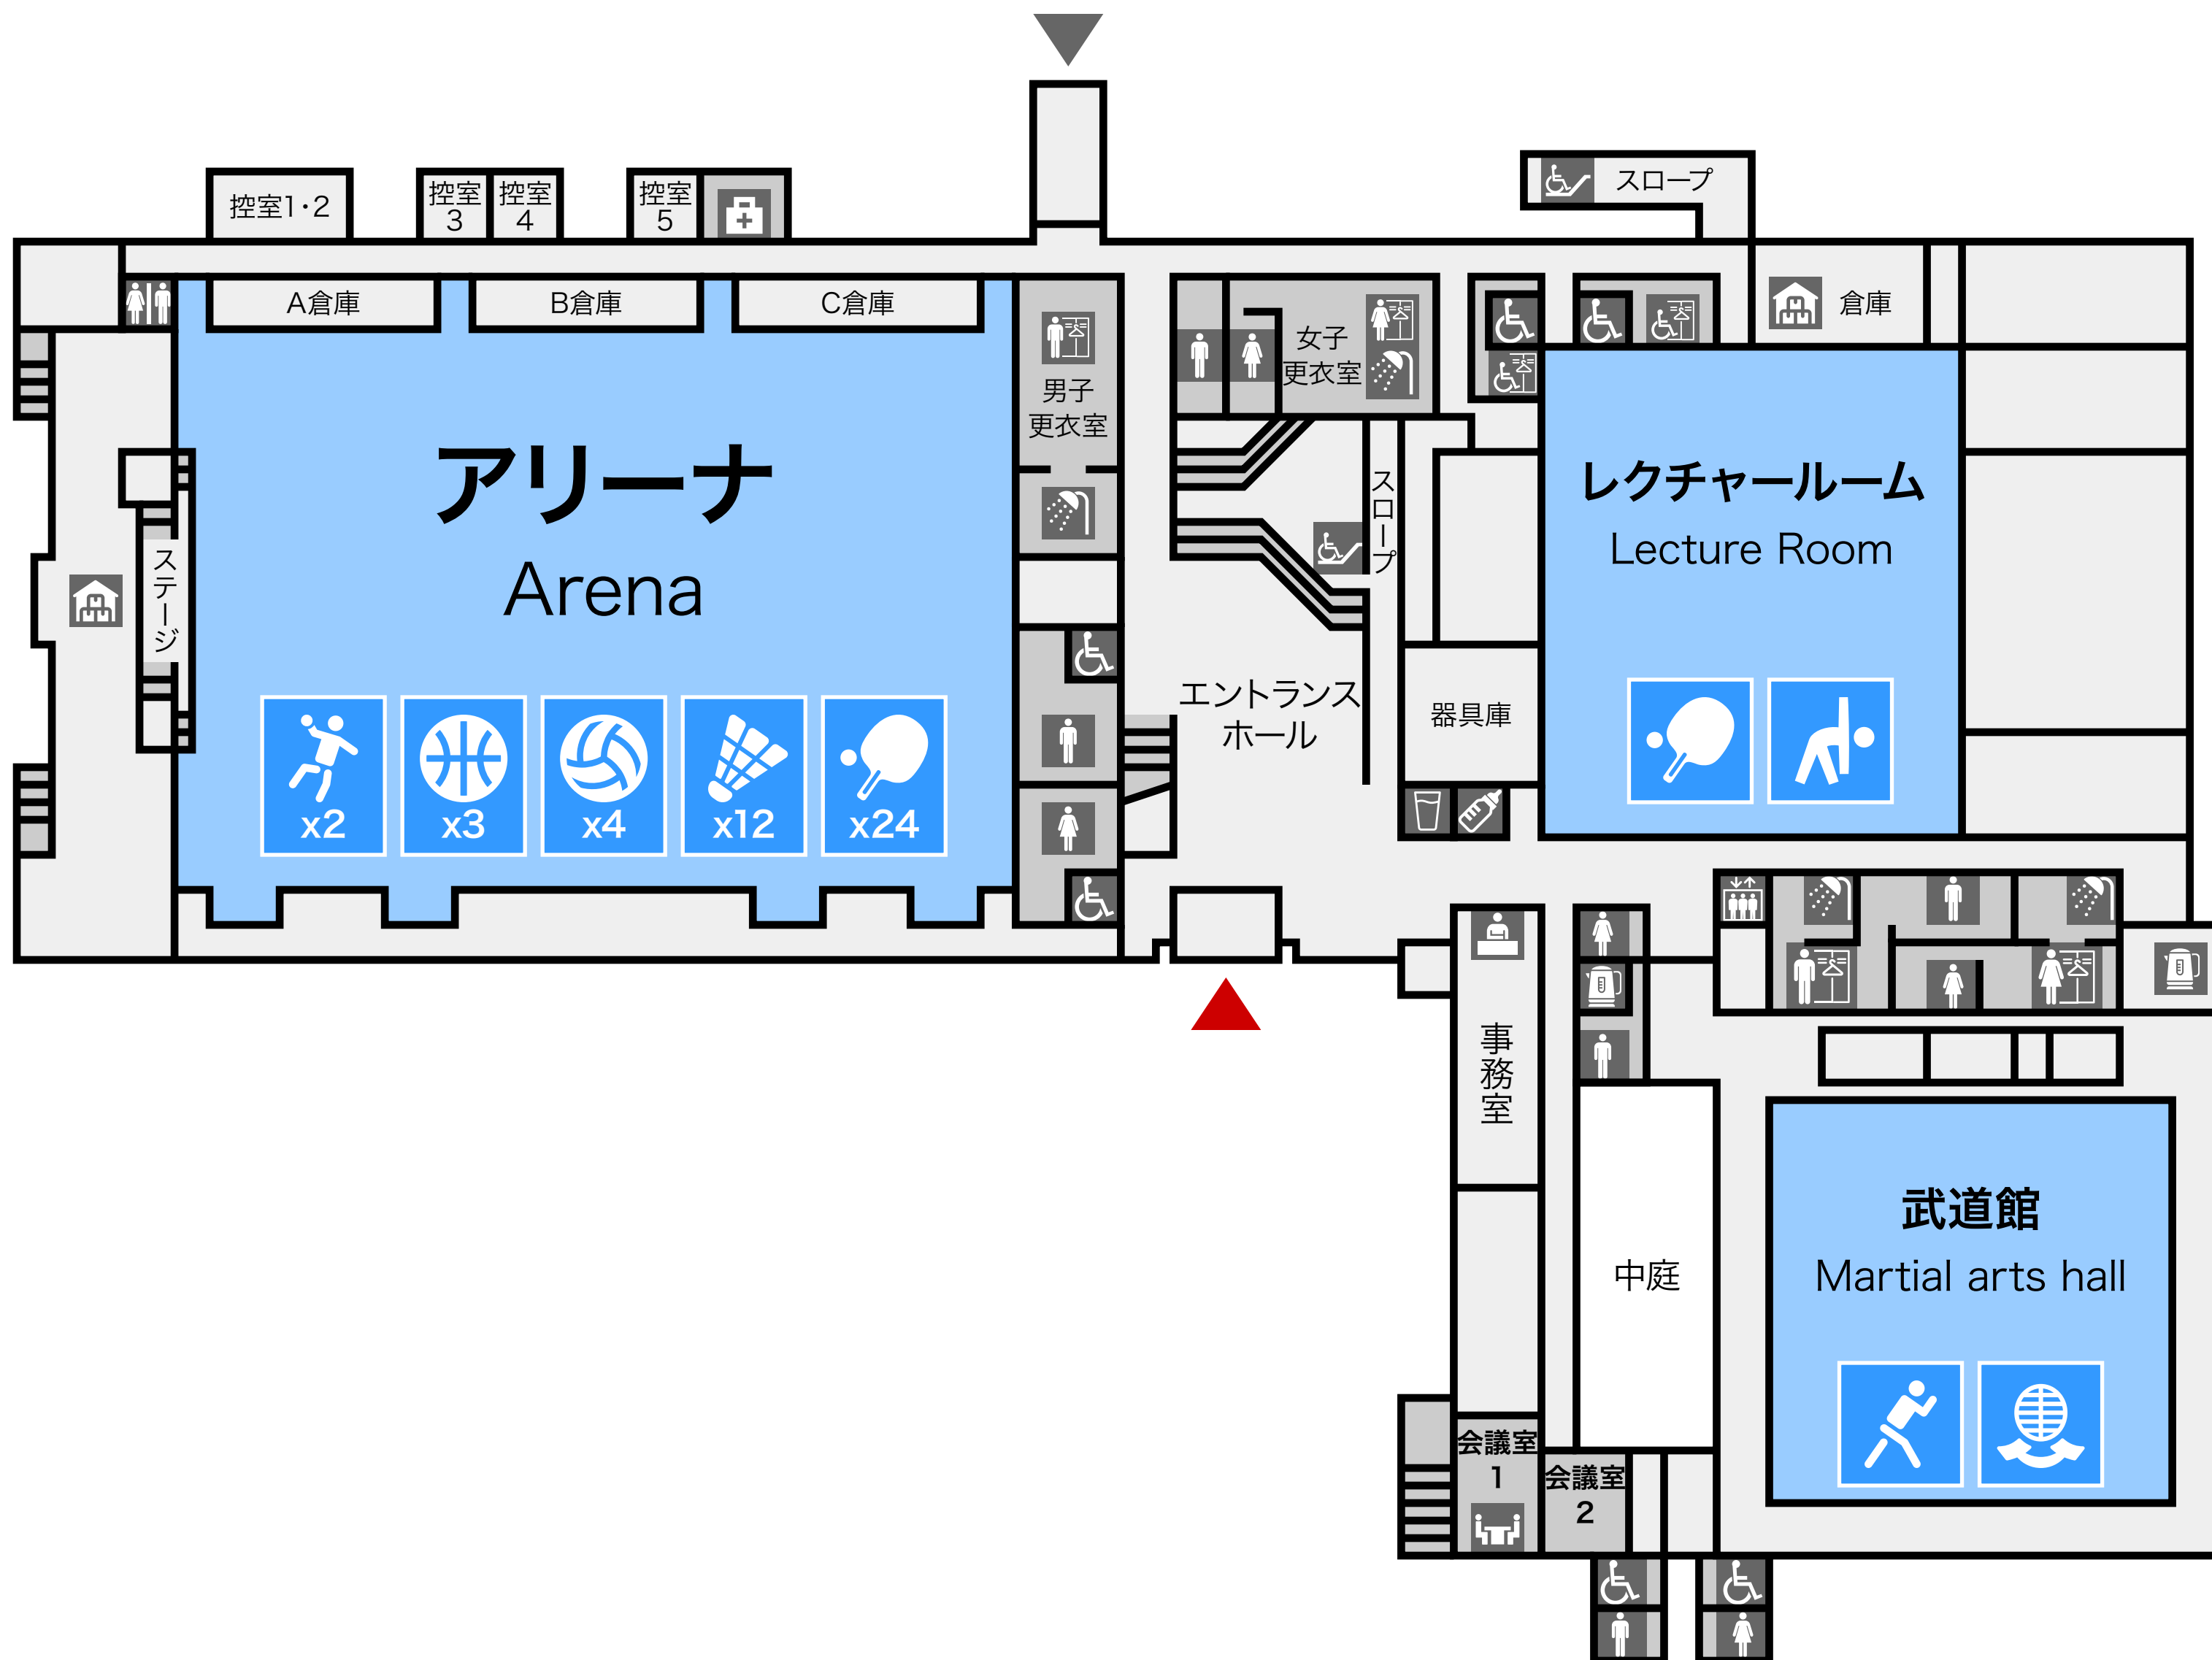 スロープ
控室1・2
控室
3
控室
4
控室
5
A倉庫
B倉庫
C倉庫
倉庫
女子
更衣室
男子
更衣室
アリーナ
Arena
スロープ
レクチャールーム
Lecture Room
ステージ
エントランス
ホール
器具庫
x2
x3
x4
x12
x24
事務室
武道館
Martial arts hall
中庭
会議室
1
会議室
2